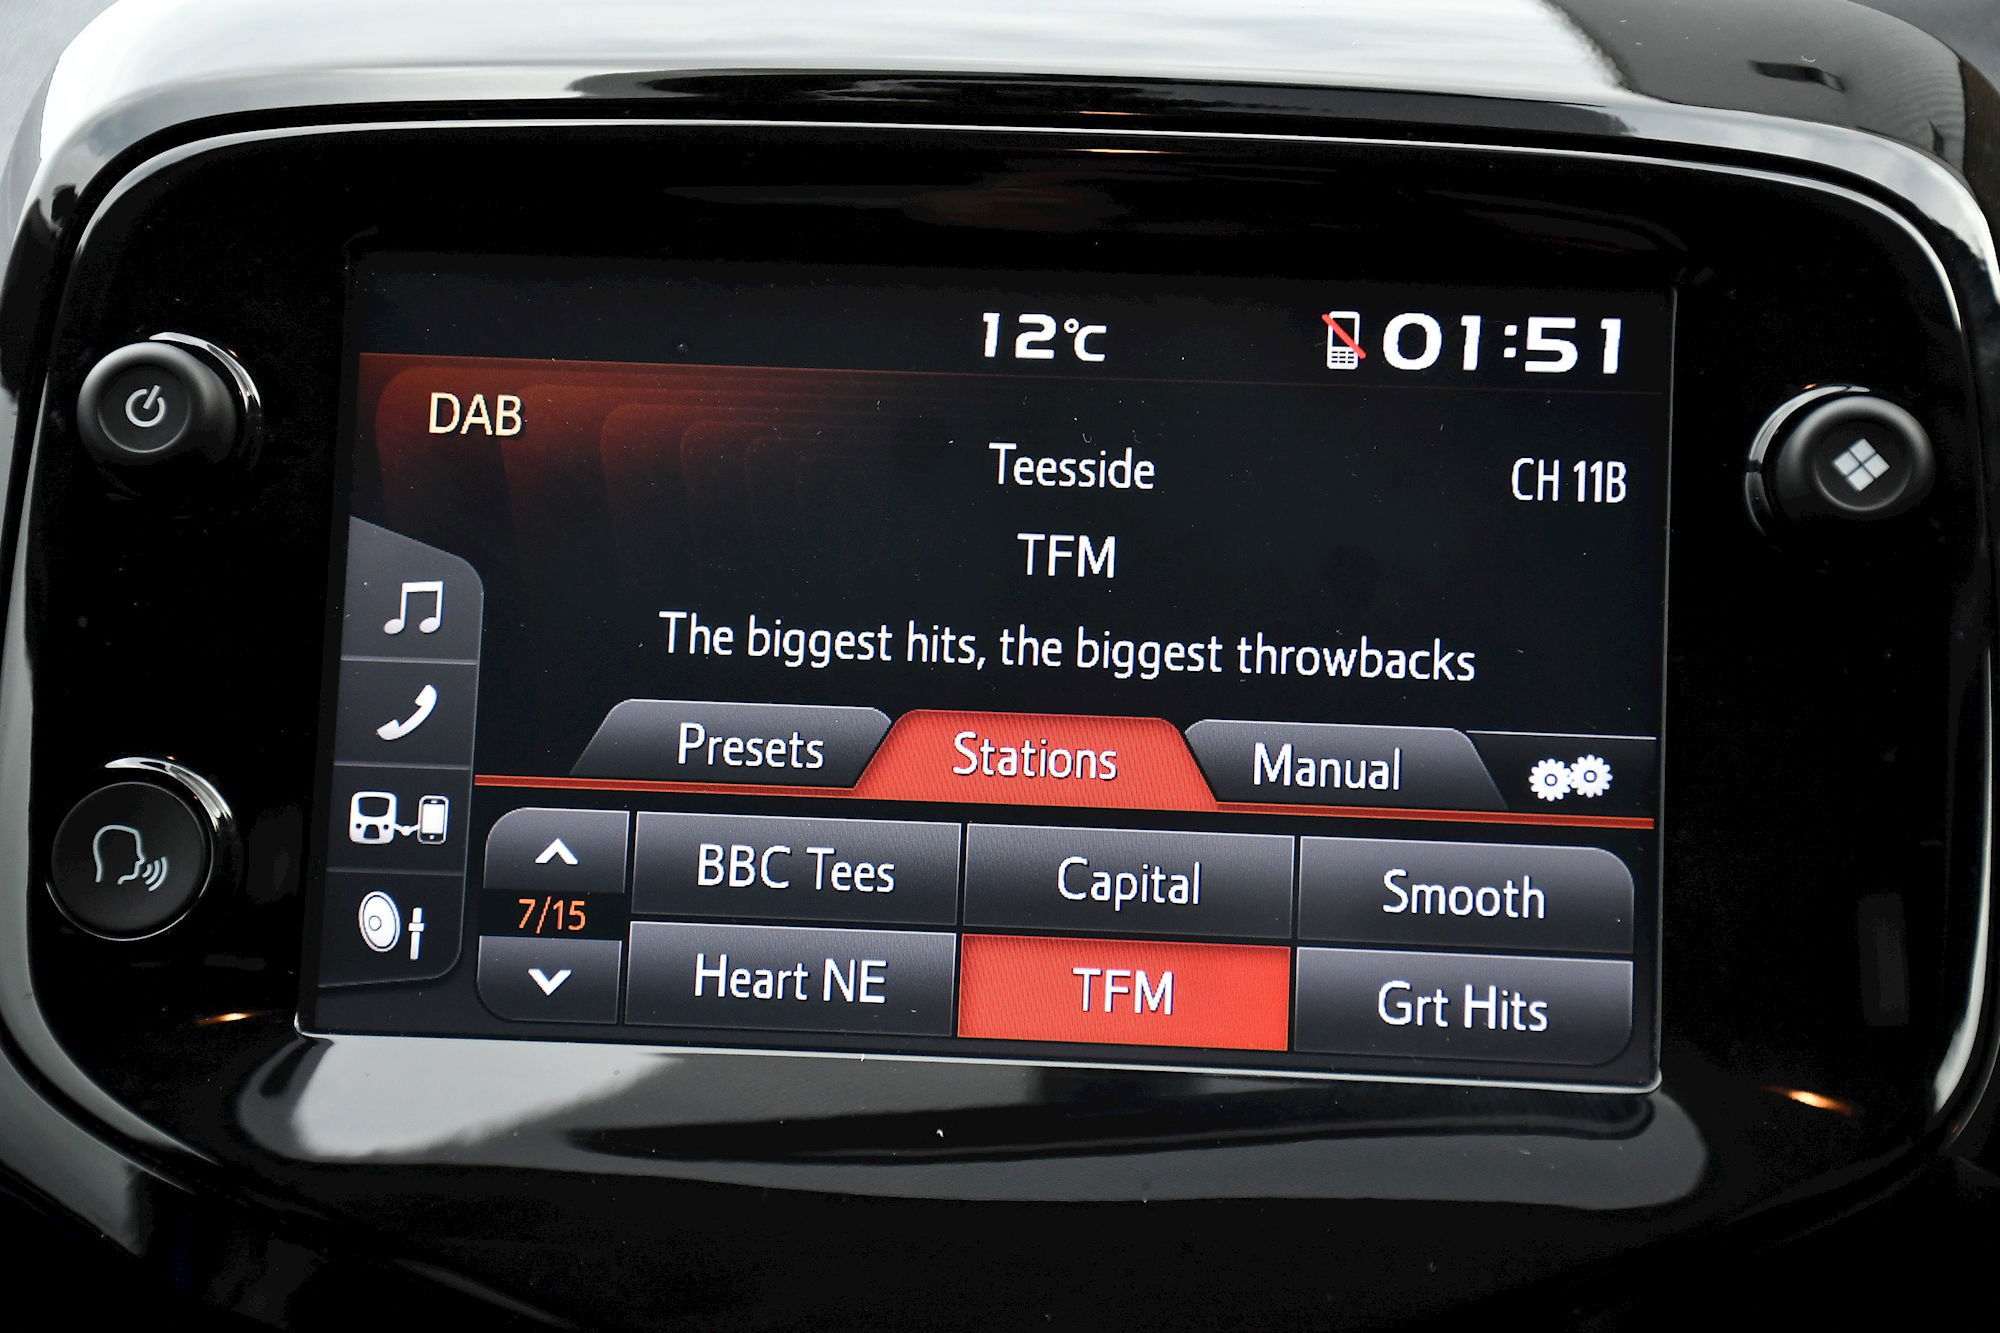 12°C 01:51
DAB
Teesside
CH 11B
TFM
The biggest hits, the biggest throwbacks
Presets Stations Manual
BBC Tees Capital Smooth
7/15
Heart NE TFM Grt Hits